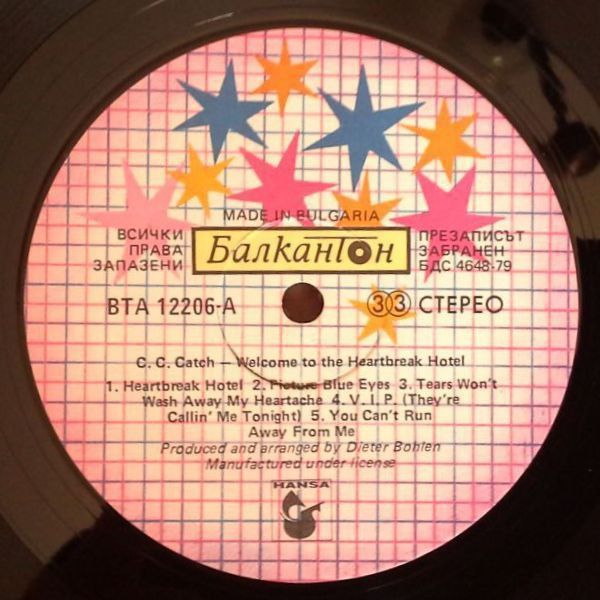 MADE IN BULGARIA
ВСИЧКИ
ПРАВА
ЗАПАЗЕНИ
Балкантон
ПРЕЗАПИСЪТ
ЗАБРАНЕН
БДС 4648-79
ВТА 12206-А
33 СТЕРЕО
C. C. Catch — Welcome to the Heartbreak Hotel
1. Heartbreak Hotel 2. Picture Blue Eyes 3. Tears Won't
Wash Away My Heartache 4. V. I. P. (They're
Callin' Me Tonight) 5. You Can't Run
Away From Me
Produced and arranged by Dieter Bohlen
Manufactured under license
HANSA